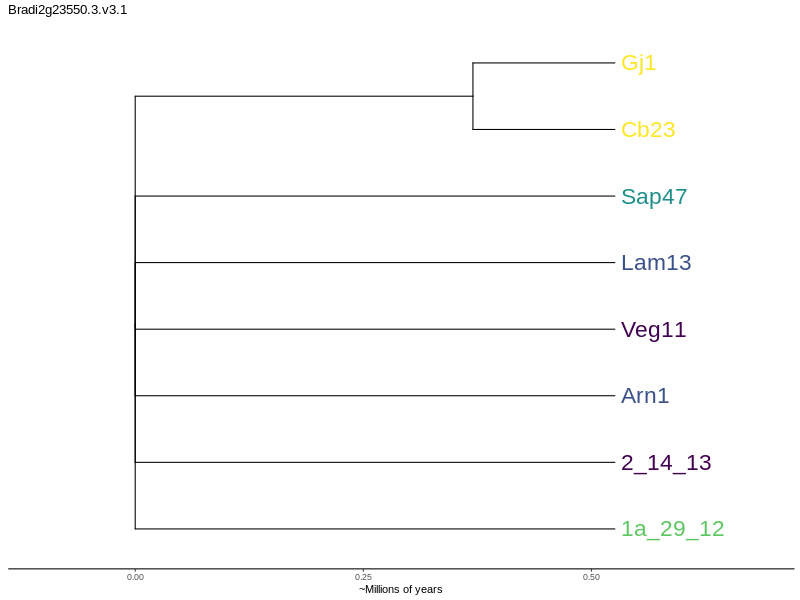 Bradi2g23550.3.v3.1
Gj1
Cb23
Sap47
Lam13
Veg11
Arn1
2_14_13
1a_29_12
0.00 0.25 0.50
~Millions of years